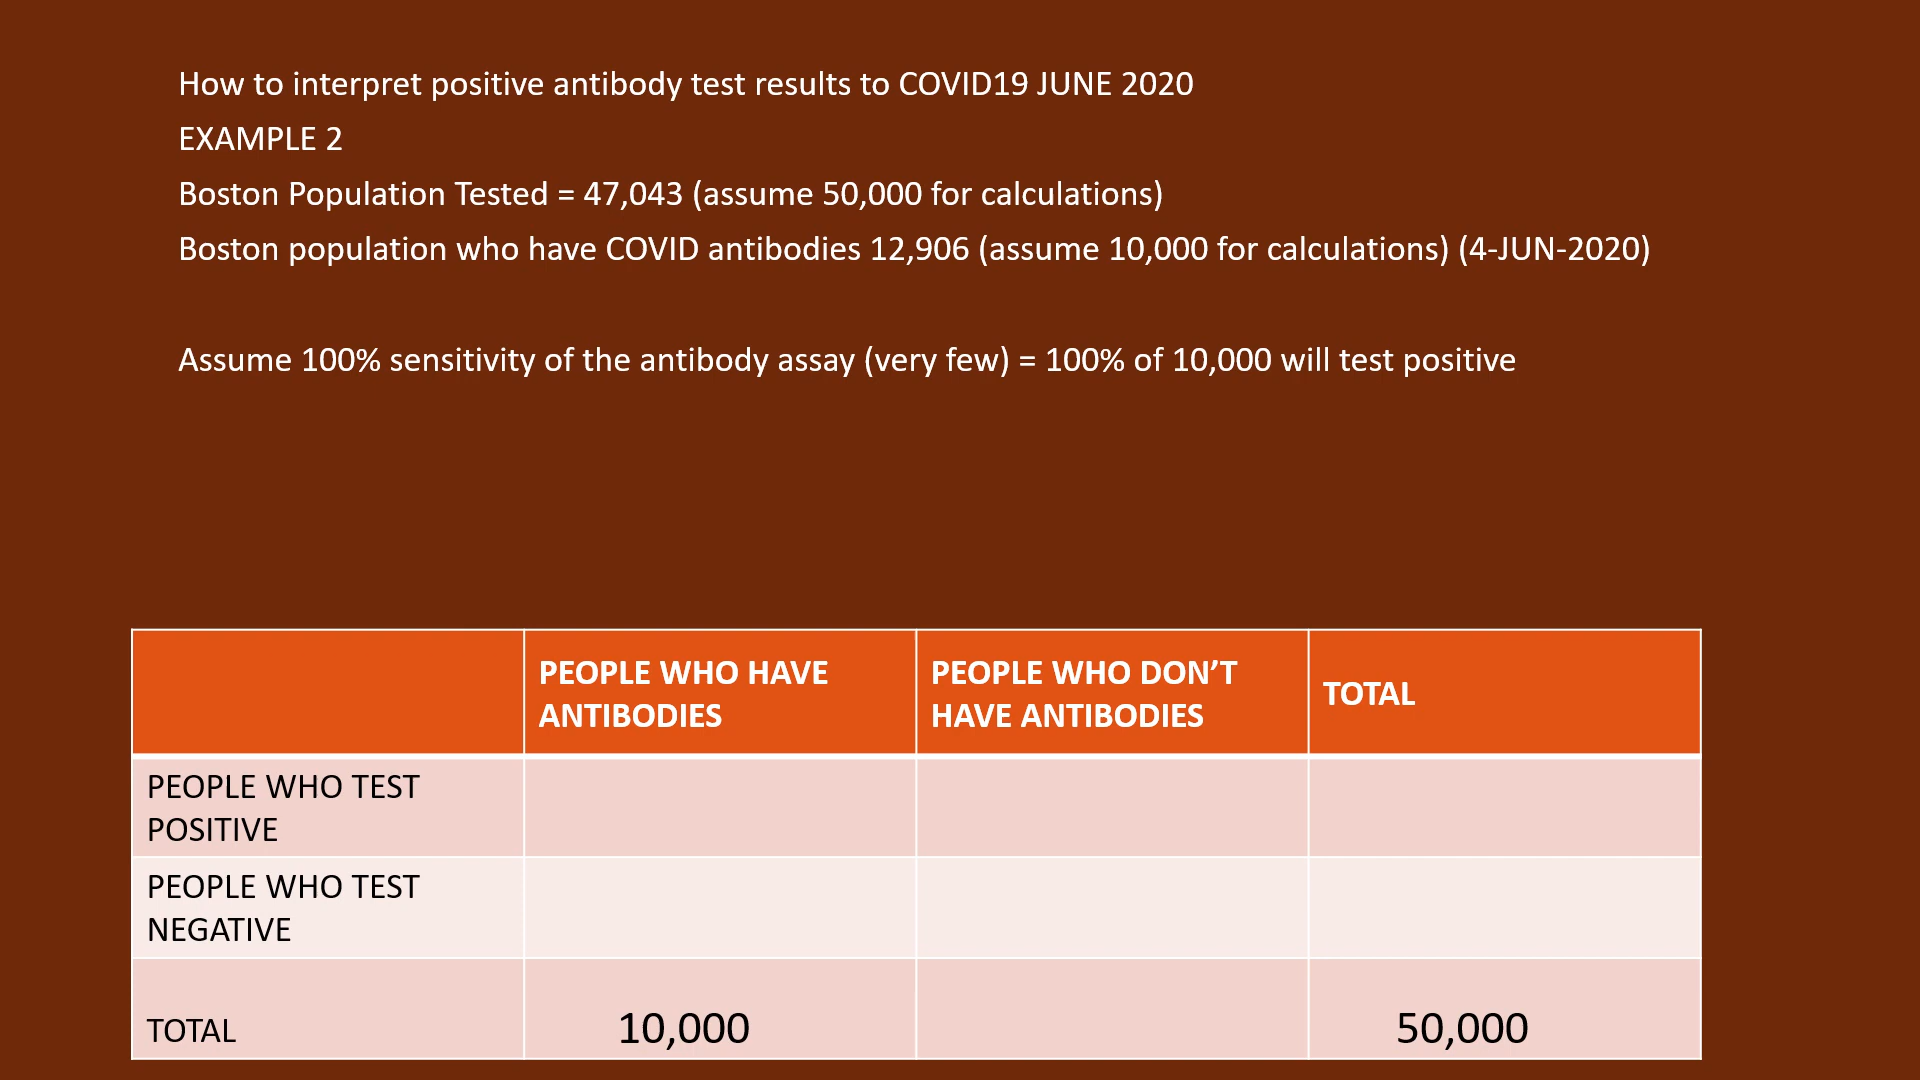 How to interpret positive antibody test results to COVID19 JUNE 2020
EXAMPLE 2
Boston Population Tested = 47,043 (assume 50,000 for calculations)
Boston population who have COVID antibodies 12,906 (assume 10,000 for calculations) (4-JUN-2020)
Assume 100% sensitivity of the antibody assay (very few) = 100% of 10,000 will test positive
PEOPLE WHO HAVE
ANTIBODIES
PEOPLE WHO DON’T
HAVE ANTIBODIES
TOTAL
PEOPLE WHO TEST
POSITIVE
PEOPLE WHO TEST
NEGATIVE
TOTAL
10,000
50,000